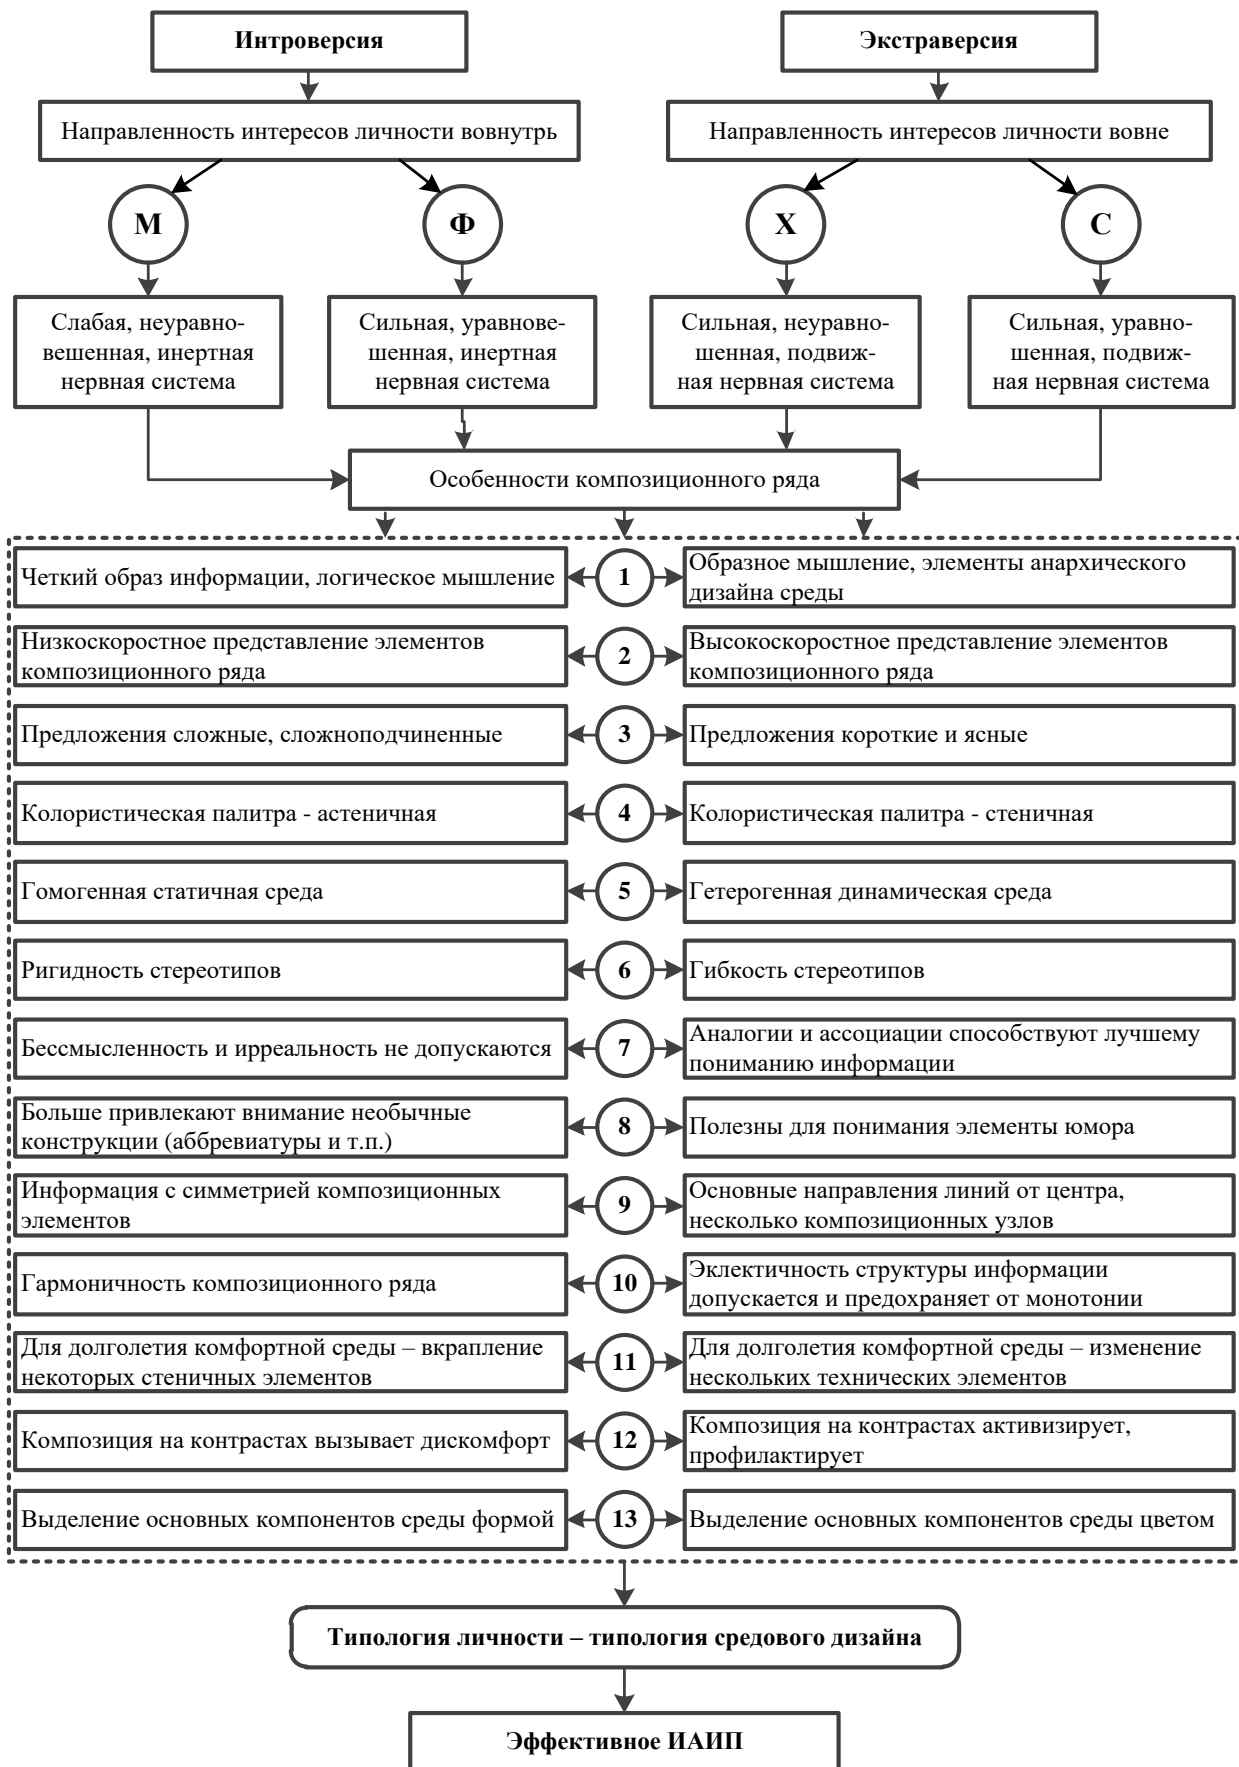 Интроверсия
Экстраверсия
Направленность интересов личности вовнутрь
Направленность интересов личности вовне
М
Ф
Х
С
Слабая, неуравно-
вешенная, инертная
нервная система
Сильная, уравнове-
шенная, инертная
нервная система
Сильная, неуравно-
шенная, подвиж-
ная нервная система
Сильная, уравно-
шенная, подвиж-
ная нервная система
Особенности композиционного ряда
Четкий образ информации, логическое мышление
1
Образное мышление, элементы анархического
дизайна среды
Низкоскоростное представление элементов
композиционного ряда
2
Высокоскоростное представление элементов
композиционного ряда
Предложения сложные, сложноподчиненные
3
Предложения короткие и ясные
Колористическая палитра - астеничная
4
Колористическая палитра - стеничная
Гомогенная статичная среда
5
Гетерогенная динамическая среда
Ригидность стереотипов
6
Гибкость стереотипов
Бессмысленность и ирреальность не допускаются
7
Аналогии и ассоциации способствуют лучшему
пониманию информации
Больше привлекают внимание необычные
конструкции (аббревиатуры и т.п.)
8
Полезны для понимания элементы юмора
Информация с симметрией композиционных
элементов
9
Основные направления линий от центра,
несколько композиционных узлов
Гармоничность композиционного ряда
10
Эклектичность структуры информации
допускается и предохраняет от монотонии
Для долголетия комфортной среды – вкрапление
некоторых стеничных элементов
11
Для долголетия комфортной среды – изменение
нескольких технических элементов
Композиция на контрастах вызывает дискомфорт
12
Композиция на контрастах активизирует,
профилактирует
Выделение основных компонентов среды формой
13
Выделение основных компонентов среды цветом
Типология личности – типология средового дизайна
Эффективное ИАИП